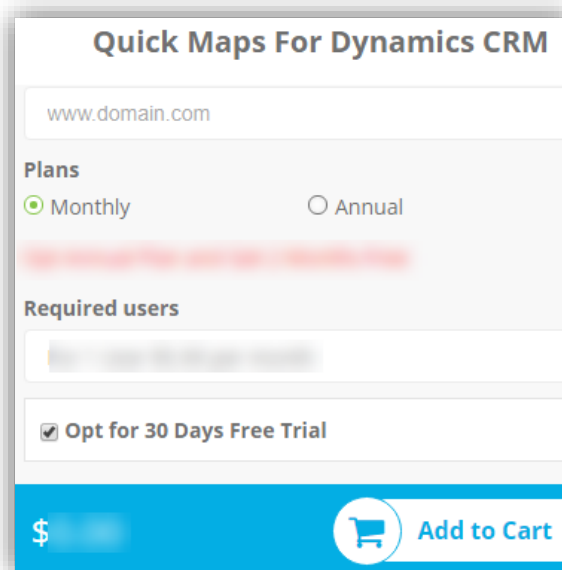 Quick Maps For Dynamics CRM
www.domain.com
Plans
Monthly
Annual
Required users
Opt for 30 Days Free Trial
$
Add to Cart